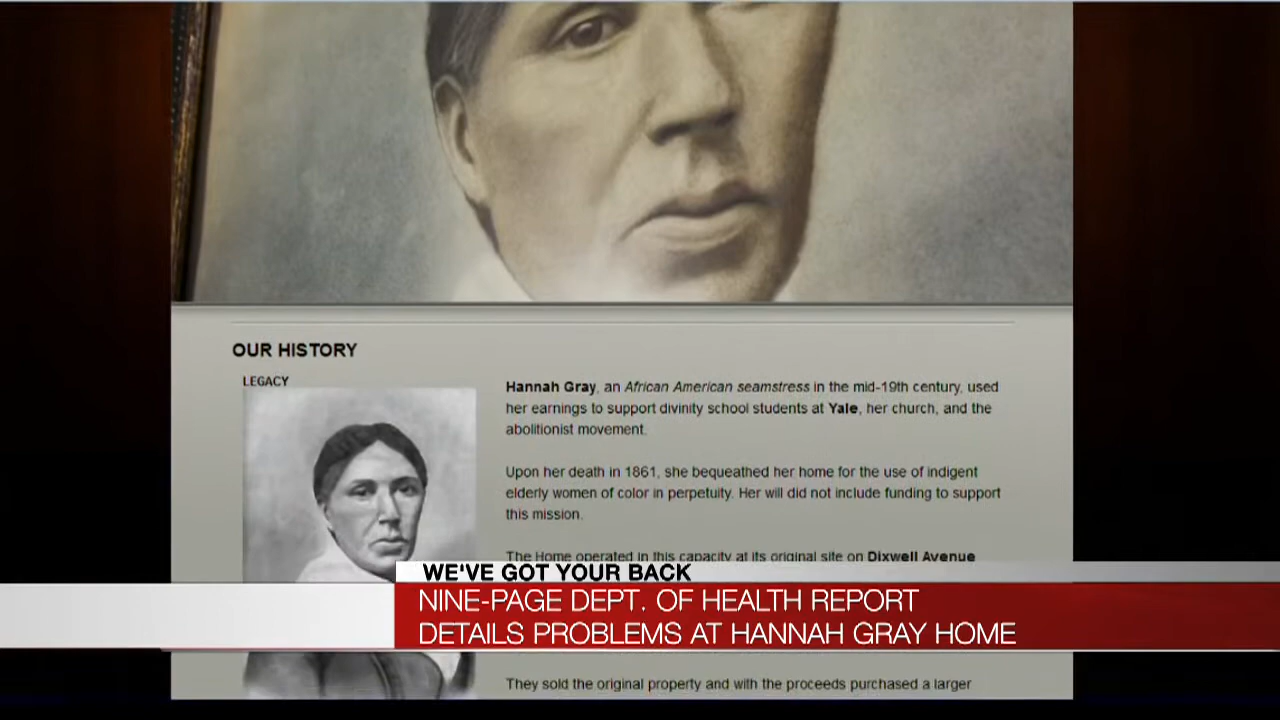 OUR HISTORY
LEGACY
Hannah Gray, an African American seamstress in the mid-19th century, used
her earnings to support divinity school students at Yale, her church, and the
abolitionist movement.
Upon her death in 1861, she bequeathed her home for the use of indigent
elderly women of color in perpetuity. Her will did not include funding to support
this mission.
The Home operated in this capacity at its original site on Dixwell Avenue
WE'VE GOT YOUR BACK
NINE-PAGE DEPT. OF HEALTH REPORT
DETAILS PROBLEMS AT HANNAH GRAY HOME
They sold the original property and with the proceeds purchased a larger